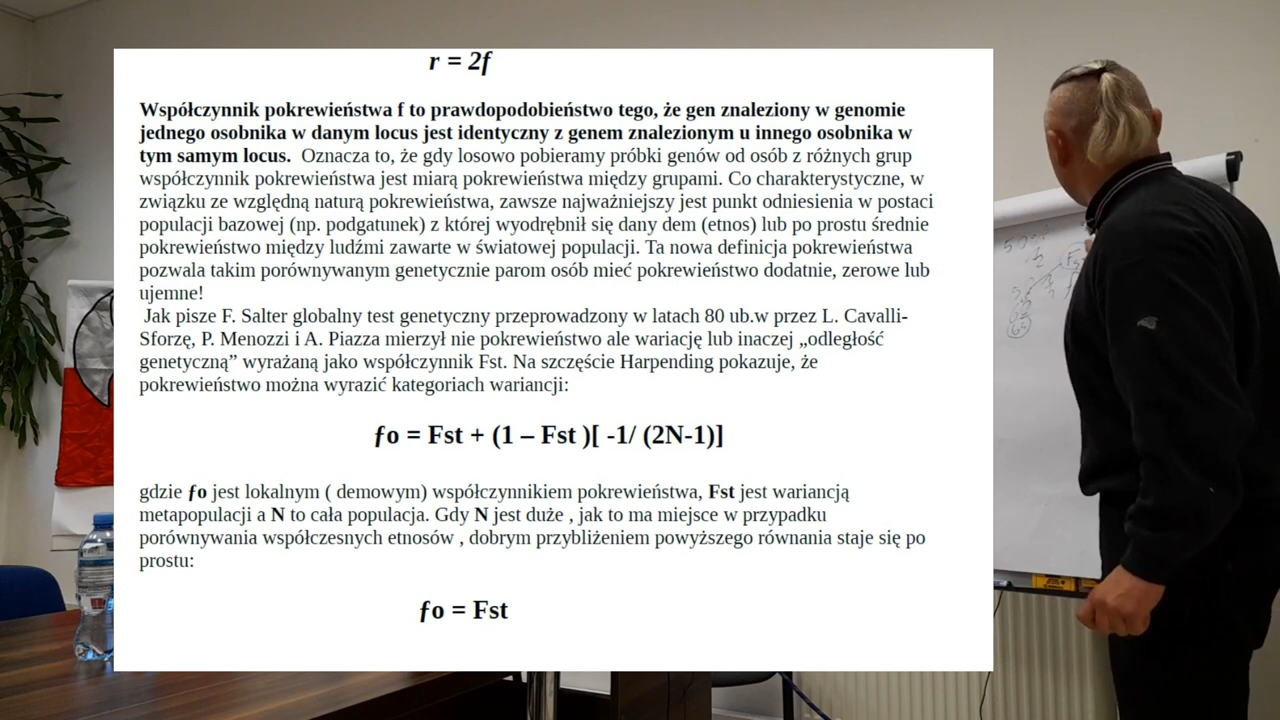 r = 2f
Współczynnik pokrewieństwa f to prawdopodobieństwo tego, że gen znaleziony w genomie
jednego osobnika w danym locus jest identyczny z genem znalezionym u innego osobnika w
tym samym locus. Oznacza to, że gdy losowo pobieramy próbki genów od osób z różnych grup
współczynnik pokrewieństwa jest miarą pokrewieństwa między grupami. Co charakterystyczne, w
związku ze względną naturą pokrewieństwa, zawsze najważniejszy jest punkt odniesienia w postaci
populacji bazowej (np. podgatunek) z której wyodrębnił się dany dem (etnos) lub po prostu średnie
pokrewieństwo między ludźmi zawarte w światowej populacji. Ta nowa definicja pokrewieństwa
pozwala takim porównywanym genetycznie parom osób mieć pokrewieństwo dodatnie, zerowe lub
ujemne!
Jak pisze F. Salter globalny test genetyczny przeprowadzony w latach 80 ub.w przez L. Cavalli-
Sforzę, P. Menozzi i A. Piazza mierzył nie pokrewieństwo ale wariację lub inaczej „odległość
genetyczną” wyrażaną jako współczynnik Fst. Na szczęście Harpending pokazuje, że
pokrewieństwo można wyrazić kategoriach wariancji:
ƒo = Fst + (1 – Fst )[ -1/ (2N-1)]
gdzie ƒo jest lokalnym ( demowym) współczynnikiem pokrewieństwa, Fst jest wariancją
metapopulacji a N to cała populacja. Gdy N jest duże , jak to ma miejsce w przypadku
porównywania współczesnych etnosów , dobrym przybliżeniem powyższego równania staje się po
prostu:
ƒo = Fst